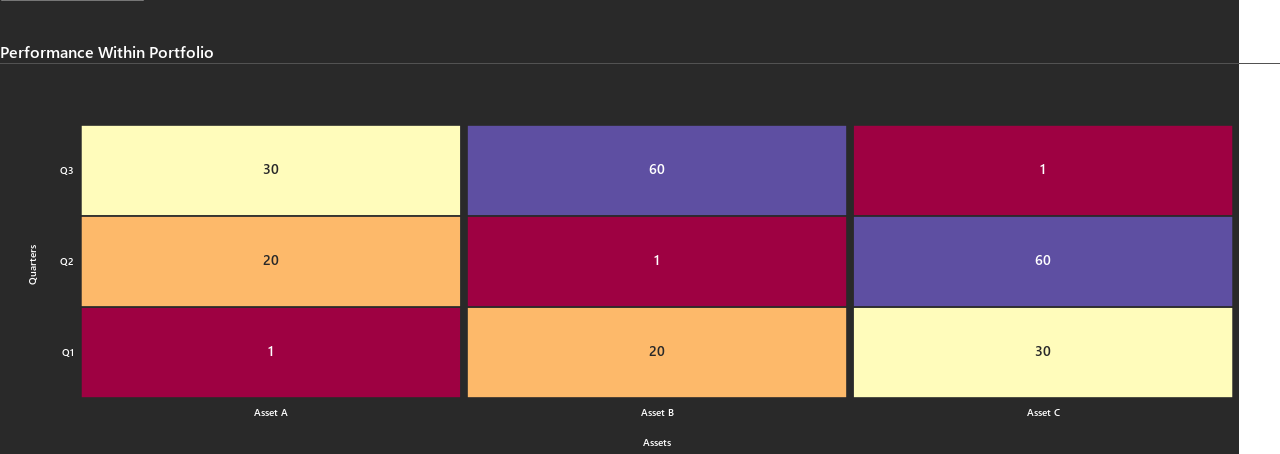 Performance Within Portfolio
Q3 30 60 1
Quarters
Q2 20 1 60
Q1 1 20 30
Asset A Asset B Asset C
Assets